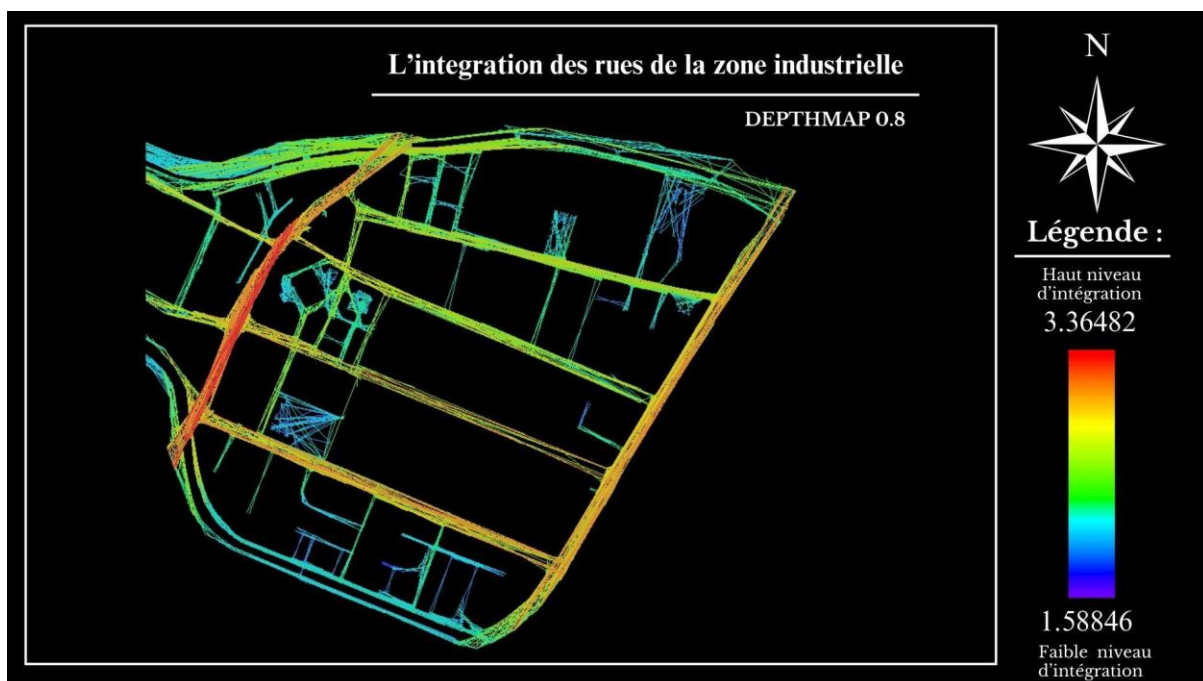 L'integration des rues de la zone industrielle
DEPTHMAP 0.8
N
Légende :
Haut niveau
d'intégration
3.36482
1.58846
Faible niveau
d'intégration